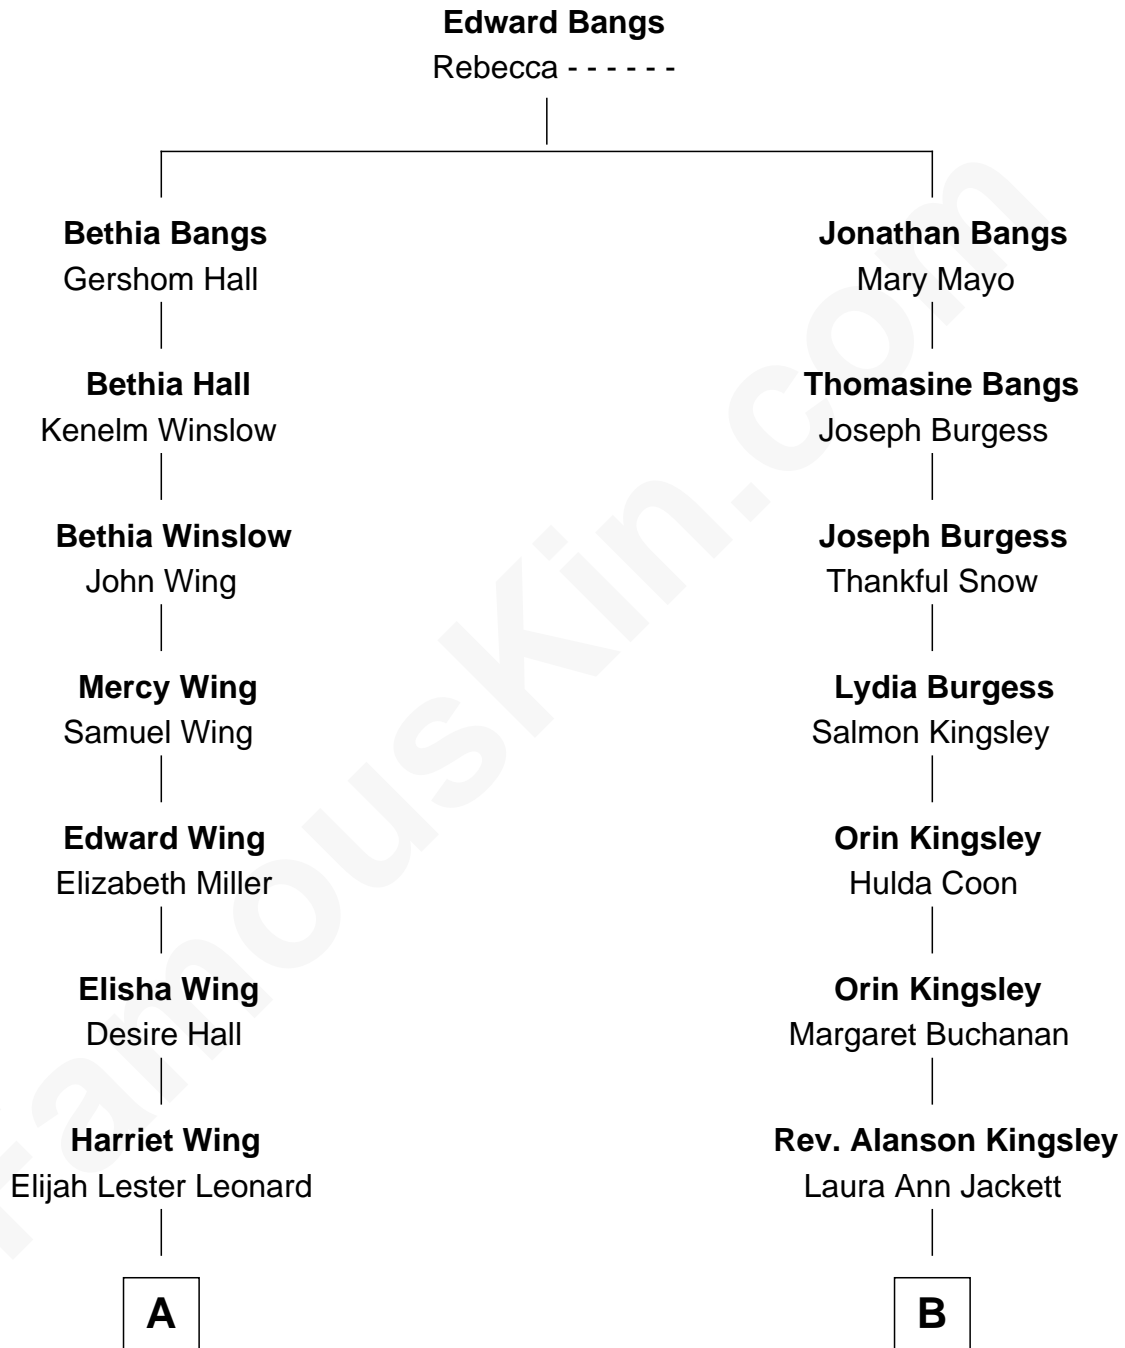 Edward Bangs
Rebecca - - - - - -
Bethia Bangs
Gershom Hall
Jonathan Bangs
Mary Mayo
Bethia Hall
Kenelm Winslow
Thomasine Bangs
Joseph Burgess
Bethia Winslow
John Wing
Joseph Burgess
Thankful Snow
Mercy Wing
Samuel Wing
Lydia Burgess
Salmon Kingsley
Edward Wing
Elizabeth Miller
Orin Kingsley
Hulda Coon
Elisha Wing
Desire Hall
Orin Kingsley
Margaret Buchanan
Harriet Wing
Elijah Lester Leonard
Rev. Alanson Kingsley
Laura Ann Jackett
A
B
FamousKin.com